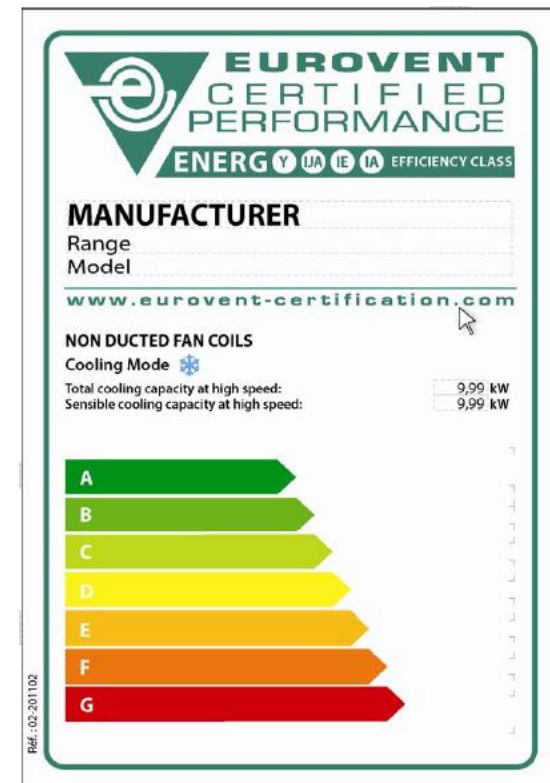 EUROVENT
CERTIFIED
PERFORMANCE
ENERG Y IJA IE IA EFFICIENCY CLASS
MANUFACTURER
Range
Model
www.eurovent-certification.com
NON DUCTED FAN COILS
Cooling Mode
Total cooling capacity at high speed: 9,99 kW
Sensible cooling capacity at high speed: 9,99 kW
A
B
C
D
E
F
G
Réf. : 02-201102